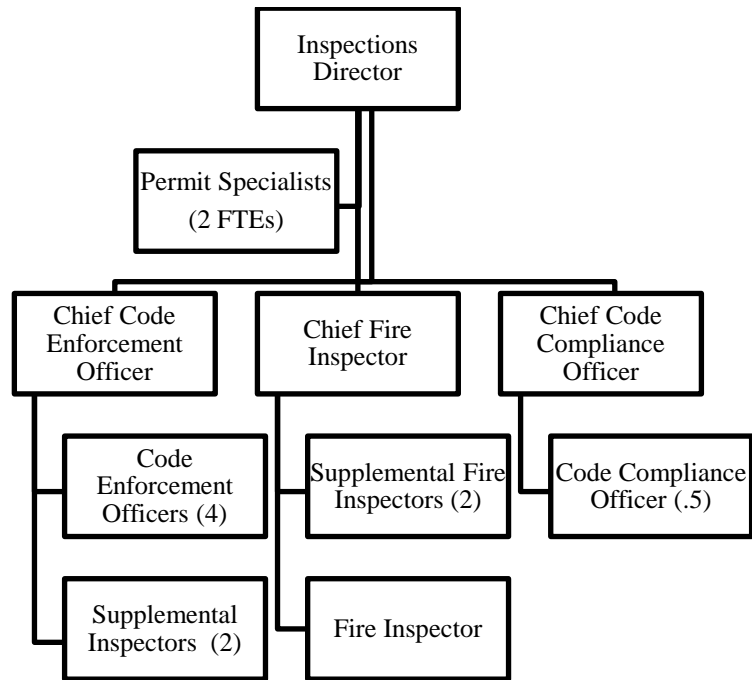 Inspections
Director
Permit Specialists
(2 FTEs)
Chief Code
Enforcement
Officer
Chief Fire
Inspector
Chief Code
Compliance
Officer
Code
Enforcement
Officers (4)
Supplemental Fire
Inspectors (2)
Code Compliance
Officer (.5)
Supplemental
Inspectors (2)
Fire Inspector